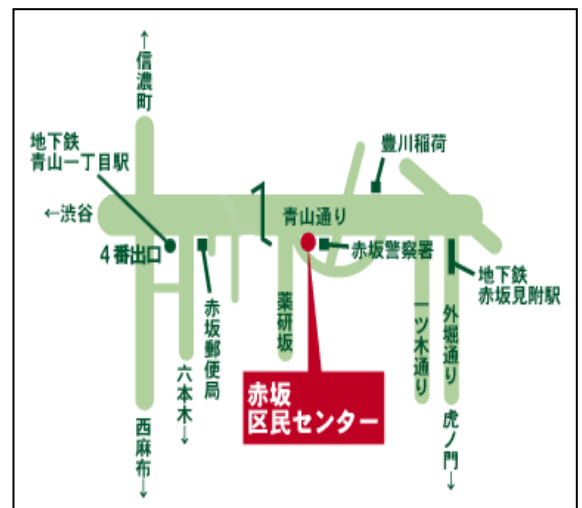 ↑信濃町
地下鉄
青山一丁目駅
豊川稲荷
←渋谷
青山通り
4番出口
赤坂警察署
地下鉄
赤坂見附駅
赤坂郵便局
薬研坂
一ツ木通り
外堀通り
六本木↓
赤坂
区民センター
西麻布↓
虎ノ門↓